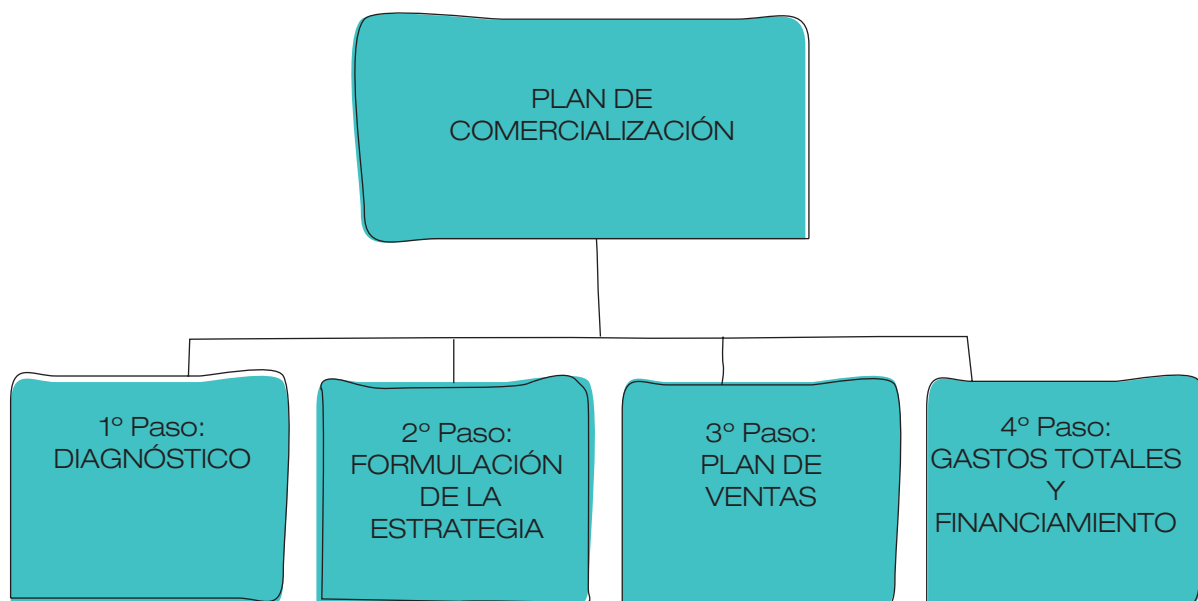 PLAN DE
COMERCIALIZACIÓN
1º Paso:
DIAGNÓSTICO
2º Paso:
FORMULACIÓN
DE LA
ESTRATEGIA
3º Paso:
PLAN DE
VENTAS
4º Paso:
GASTOS TOTALES
Y
FINANCIAMIENTO